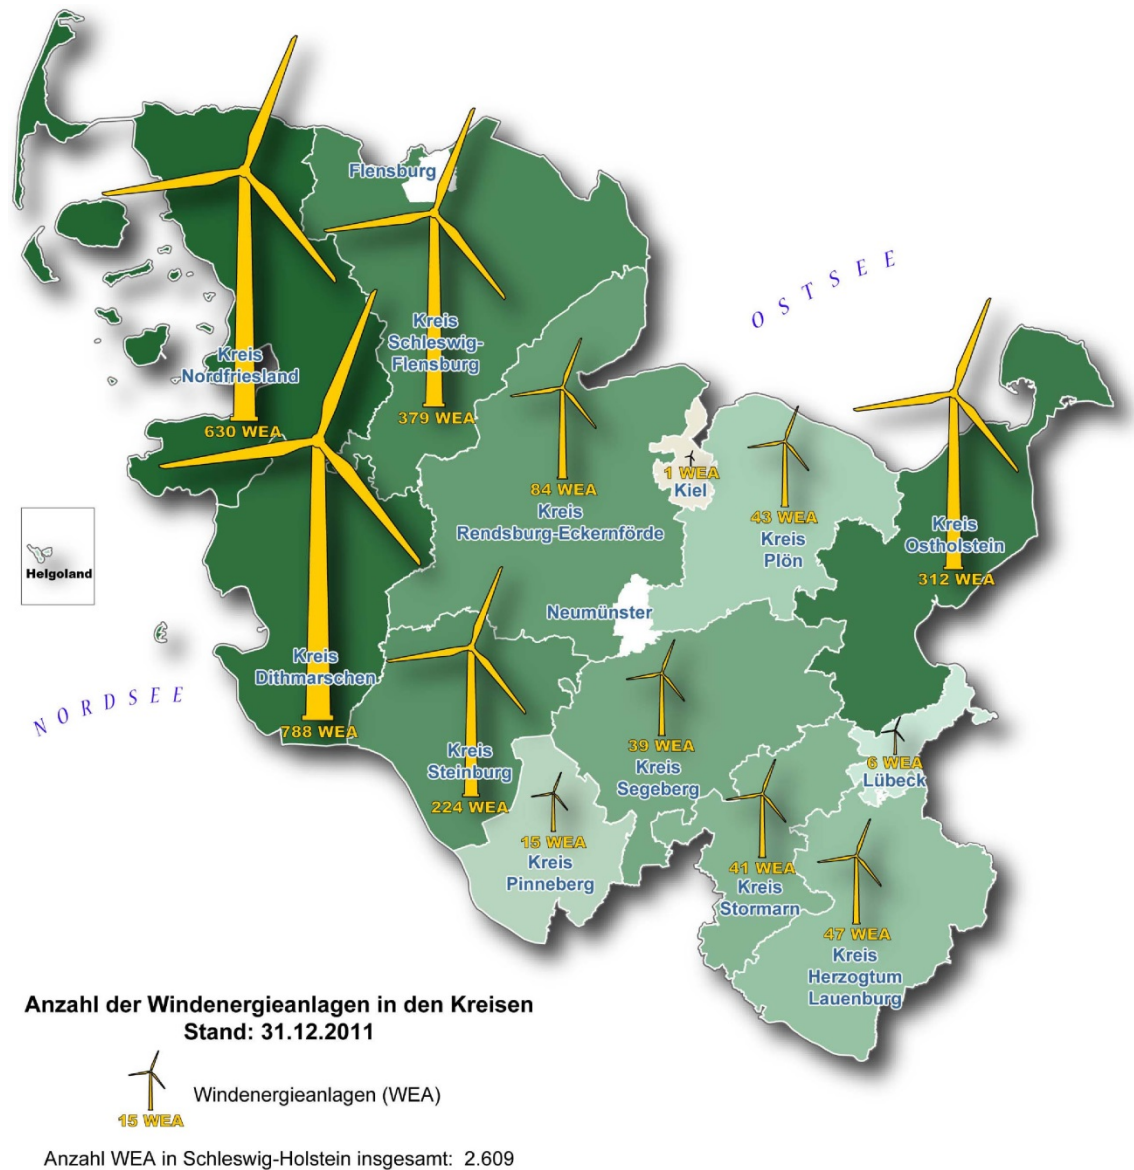 Flensburg
Kreis
Schleswig-
Flensburg
379 WEA
Kreis
Nordfriesland
630 WEA
OSTSEE
84 WEA
Kreis
Rendsburg-Eckernförde
1 WEA
Kiel
43 WEA
Kreis
Plön
Kreis
Ostholstein
312 WEA
Helgoland
Neumünster
NORDSEE
Kreis
Dithmarschen
788 WEA
Kreis
Steinburg
224 WEA
39 WEA
Kreis
Segeberg
6 WEA
Lübeck
15 WEA
Kreis
Pinneberg
41 WEA
Kreis
Stormarn
47 WEA
Kreis
Herzogtum
Lauenburg
Anzahl der Windenergieanlagen in den Kreisen
Stand: 31.12.2011
Windenergieanlagen (WEA)
15 WEA
Anzahl WEA in Schleswig-Holstein insgesamt: 2.609